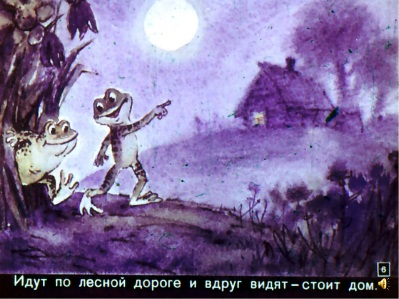 6
Идут по лесной дороге и вдруг видят – стоит дом.